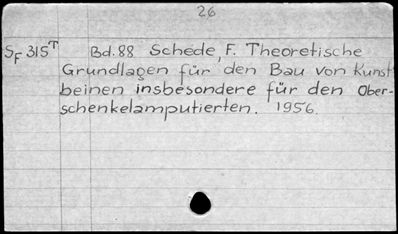 26
SF 315T Bd. 88 Schede, F. Theoretische
Grundlagen für den Bau von Kunst
beinen insbesondere für den Ober-
schenkelamputierten. 1956.